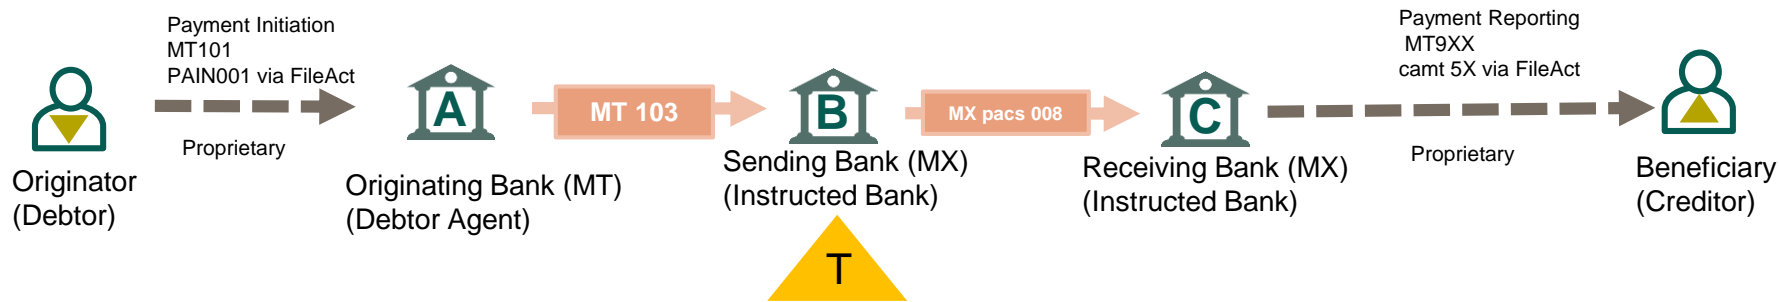 Payment Initiation
MT101
PAIN001 via FileAct
Proprietary
Originator
(Debtor)
A
Originating Bank (MT)
(Debtor Agent)
MT 103
B
Sending Bank (MX)
(Instructed Bank)
T
MX pacs 008
C
Receiving Bank (MX)
(Instructed Bank)
Payment Reporting
MT9XX
camt 5X via FileAct
Proprietary
Beneficiary
(Creditor)